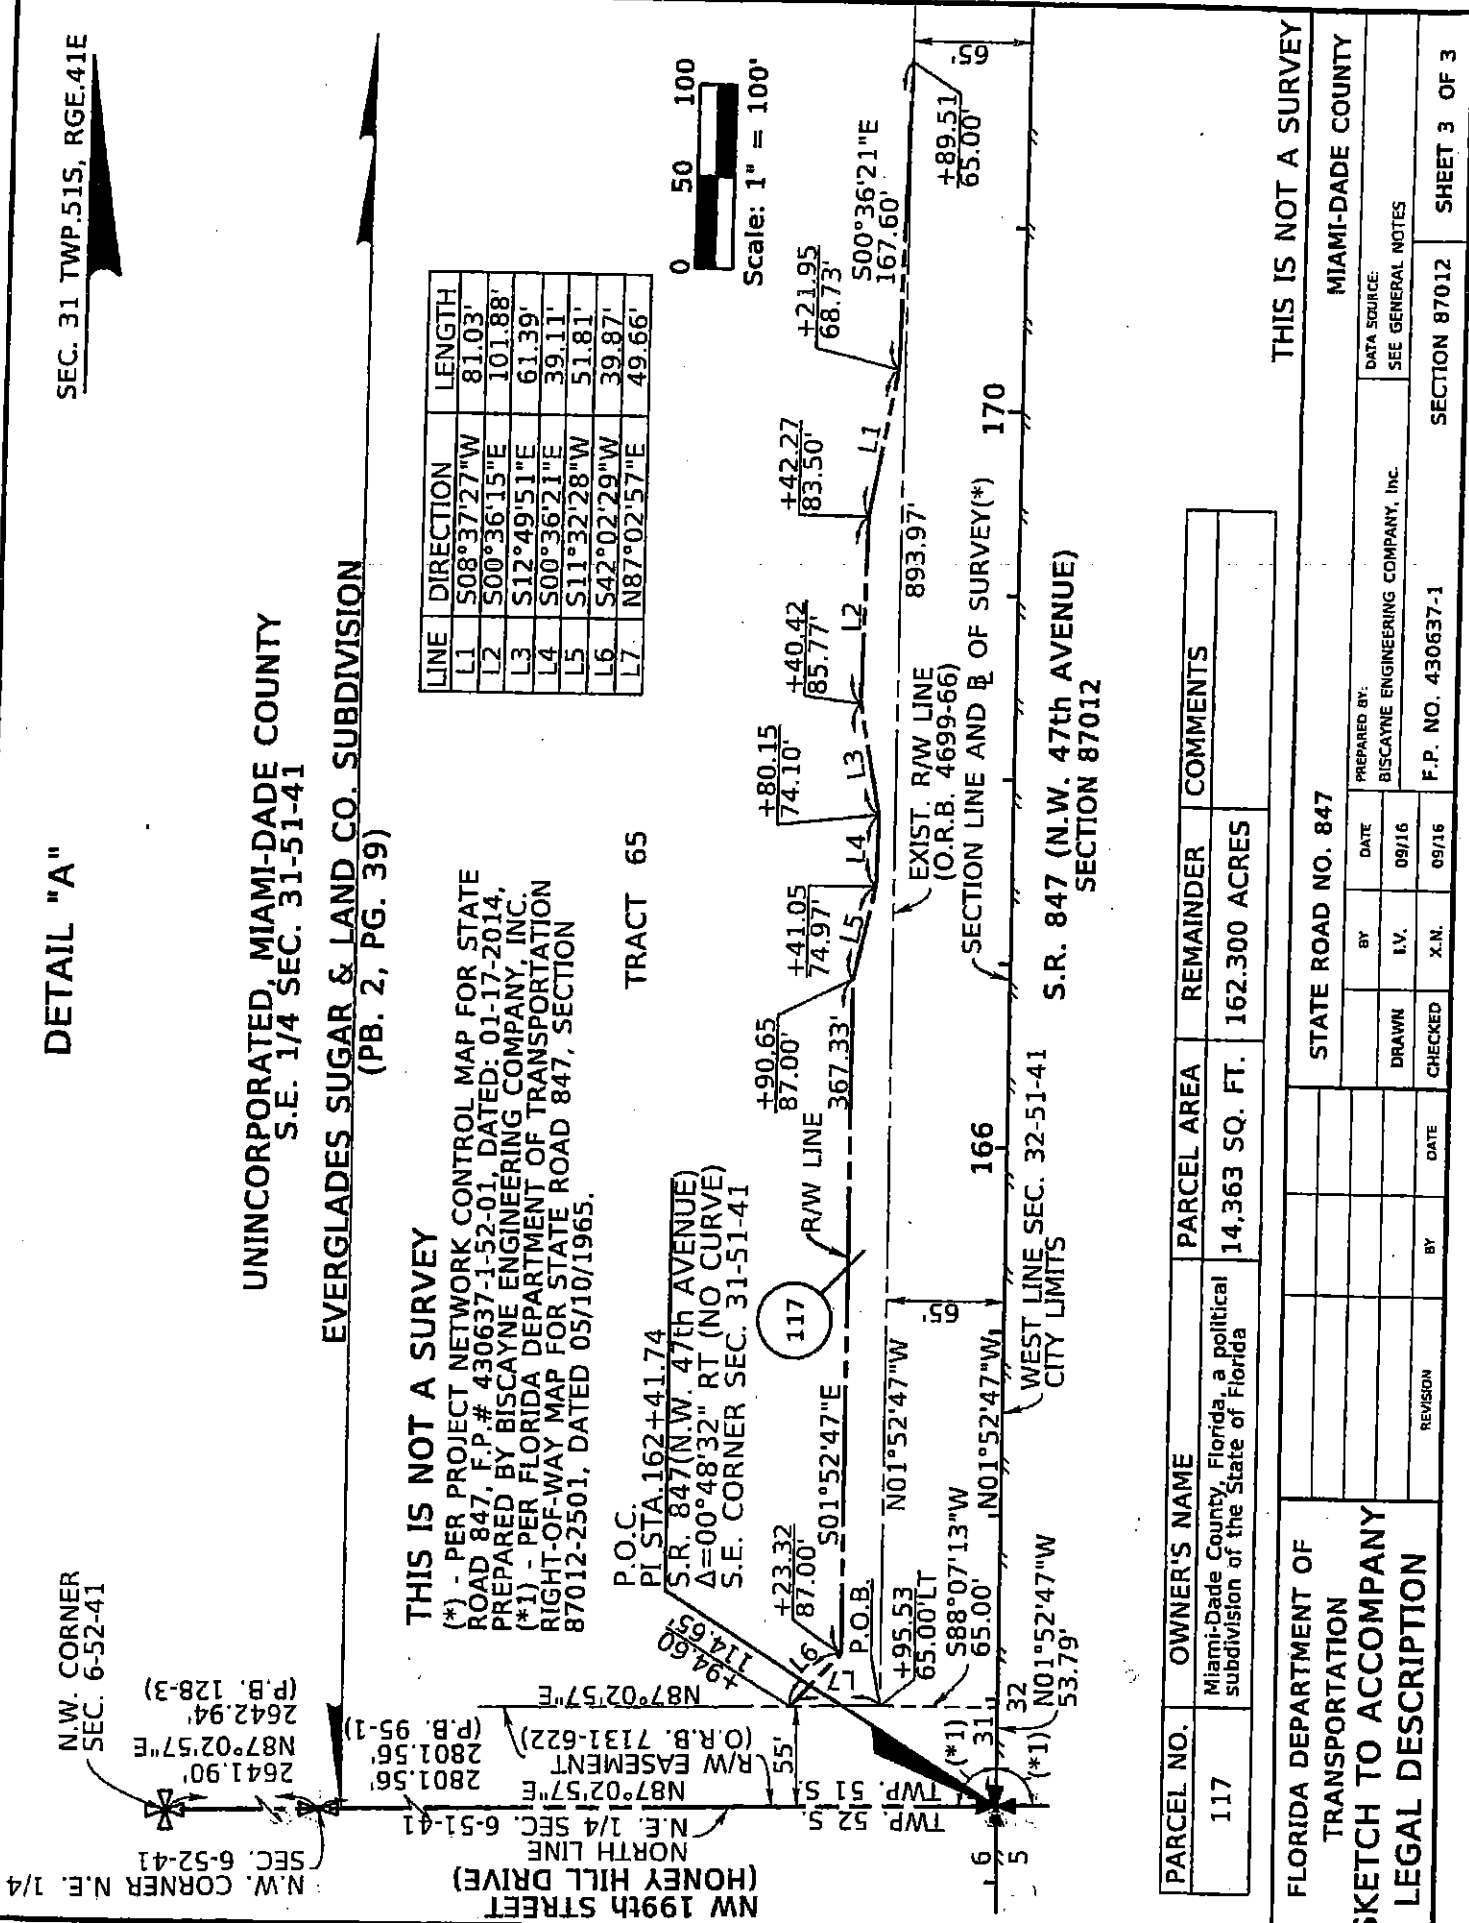 DETAIL "A"
SEC. 31 TWP.51S, RGE.41E
UNINCORPORATED, MIAMI-DADE COUNTY
S.E. 1/4 SEC. 31-51-41
EVERGLADES SUGAR & LAND CO. SUBDIVISION
(PB. 2, PG. 39)
N.W. CORNER
SEC. 6-52-41
N.W. CORNER N.E. 1/4
SEC. 6-52-41
2641.90'
N87°02'57"E
2642.94'
(P.B. 128-3)
2801.56'
2801.56'
(P.B. 95-1)
NW 199th STREET
(HONEY HILL DRIVE)
NORTH LINE
N.E. 1/4 SEC 6-51-41
N87°02'57"E
R/W EASEMENT
(O.R.B. 7131-622)
N87°02'57"E
55'
TWP. 52 S.
TWP. 51 S.
THIS IS NOT A SURVEY
(*) - PER PROJECT NETWORK CONTROL MAP FOR STATE
ROAD 847, F.P.# 430637-1-52-01, DATED: 01-17-2014,
PREPARED BY BISCAYNE ENGINEERING COMPANY, INC.
(*1) - PER FLORIDA DEPARTMENT OF TRANSPORTATION
RIGHT-OF-WAY MAP FOR STATE ROAD 847, SECTION
87012-2501, DATED 05/10/1965.
LINE DIRECTION LENGTH
L1 S08°37'27"W 81.03'
L2 S00°36'15"E 101.88'
L3 S12°49'51"E 61.39'
L4 S00°36'21"E 39.11'
L5 S11°32'28"W 51.81'
L6 S42°02'29"W 39.87'
L7 N87°02'57"E 49.66'
0 50 100
Scale: 1" = 100'
P.O.C.
PI STA.162+41.74
S.R. 847(N.W. 47th AVENUE)
Δ=00°48'32" RT (NO CURVE)
S.E. CORNER SEC. 31-51-41
TRACT 65
+94.60
114.65'
+23.32
87.00'
L6
L7
P.O.B.
+95.53
65.00'LT
S88°07'13"W
65.00'
S01°52'47"E
117
R/W LINE
367.33'
+90.65
87.00'
L5
+41.05
74.97'
L4
+80.15
74.10'
L3
+40.42
85.77'
L2
+42.27
83.50'
L1
+21.95
68.73'
S00°36'21"E
167.60'
+89.51
65.00'
65'
65'
N01°52'47"W
893.97'
EXIST. R/W LINE
(O.R.B. 4699-66)
SECTION LINE AND BL OF SURVEY(*)
N01°52'47"W
166
170
WEST LINE SEC. 32-51-41
CITY LIMITS
S.R. 847 (N.W. 47th AVENUE)
SECTION 87012
N01°52'47"W
53.79'
(*1)
(*1)
31 32
6 5
PARCEL NO. OWNER'S NAME PARCEL AREA REMAINDER COMMENTS
117 Miami-Dade County, Florida, a political
subdivision of the State of Florida
14,363 SQ. FT. 162.300 ACRES
THIS IS NOT A SURVEY
FLORIDA DEPARTMENT OF
TRANSPORTATION
SKETCH TO ACCOMPANY
LEGAL DESCRIPTION
REVISION BY DATE
STATE ROAD NO. 847 MIAMI-DADE COUNTY
BY DATE
DRAWN I.V. 09/16
CHECKED X.N. 09/16
PREPARED BY:
BISCAYNE ENGINEERING COMPANY, Inc.
DATA SOURCE:
SEE GENERAL NOTES
F.P. NO. 430637-1 SECTION 87012 SHEET 3 OF 3